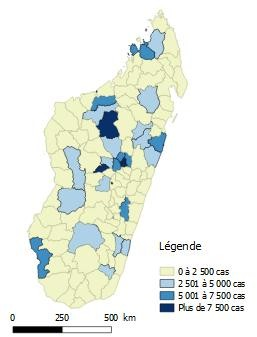 Légende
0 à 2 500 cas
2 501 à 5 000 cas
5 001 à 7 500 cas
Plus de 7 500 cas
0 250 500 km